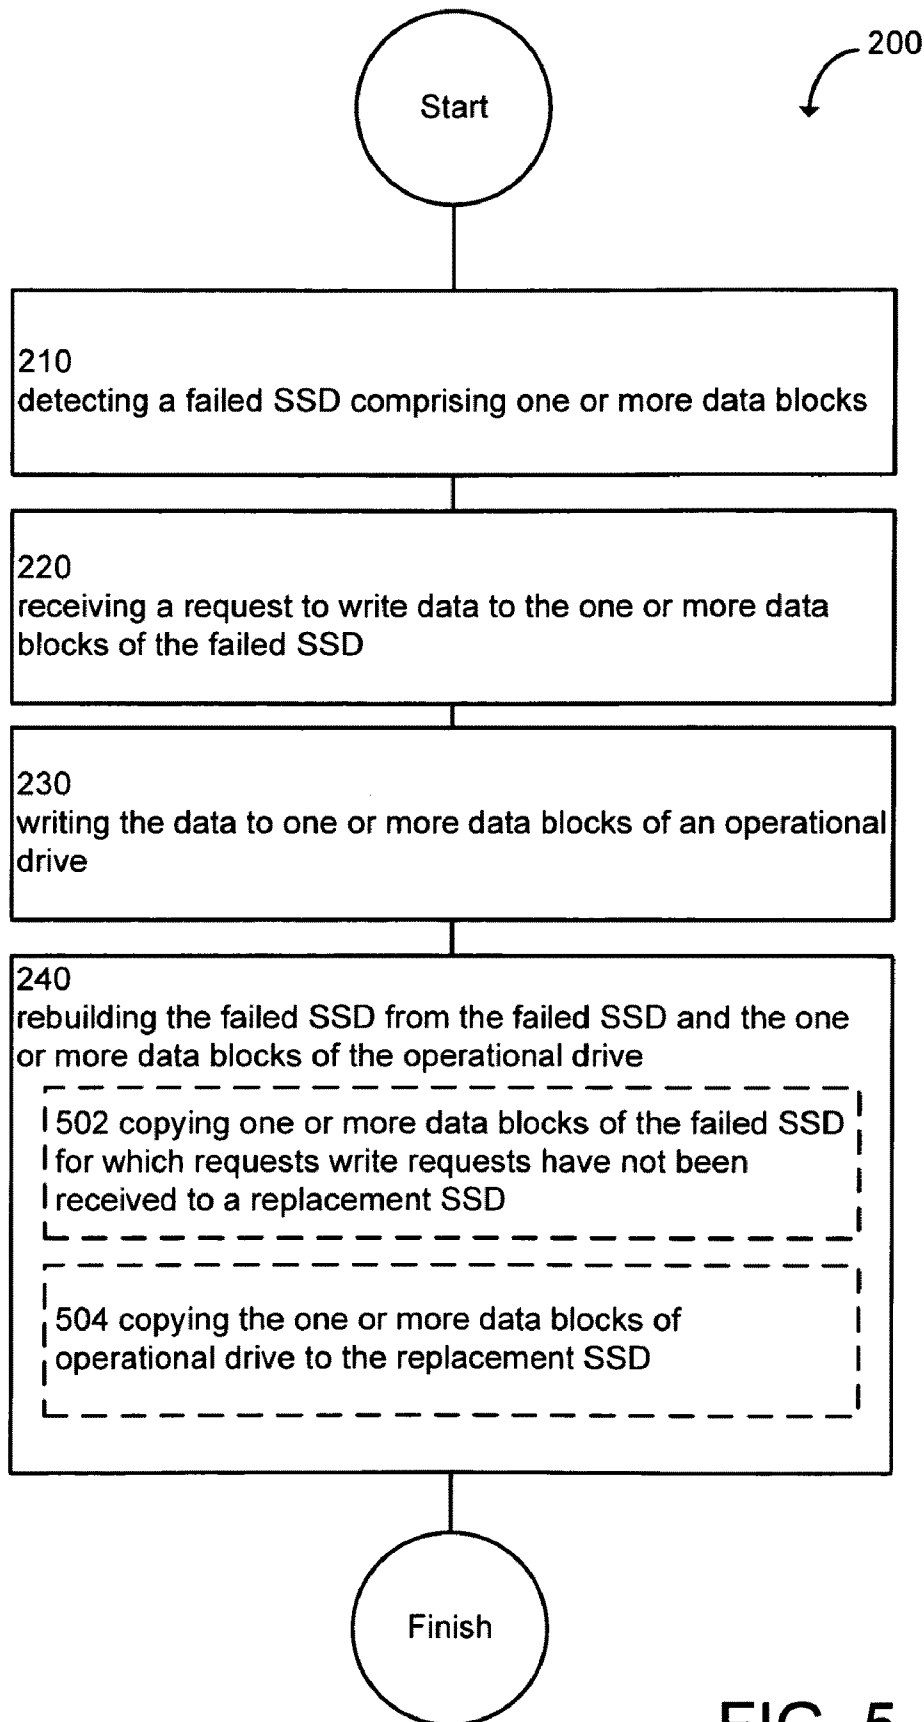 Start
200
210
detecting a failed SSD comprising one or more data blocks
220
receiving a request to write data to the one or more data
blocks of the failed SSD
230
writing the data to one or more data blocks of an operational
drive
240
rebuilding the failed SSD from the failed SSD and the one
or more data blocks of the operational drive
502 copying one or more data blocks of the failed SSD
for which requests write requests have not been
received to a replacement SSD
504 copying the one or more data blocks of
operational drive to the replacement SSD
Finish
FIG. 5